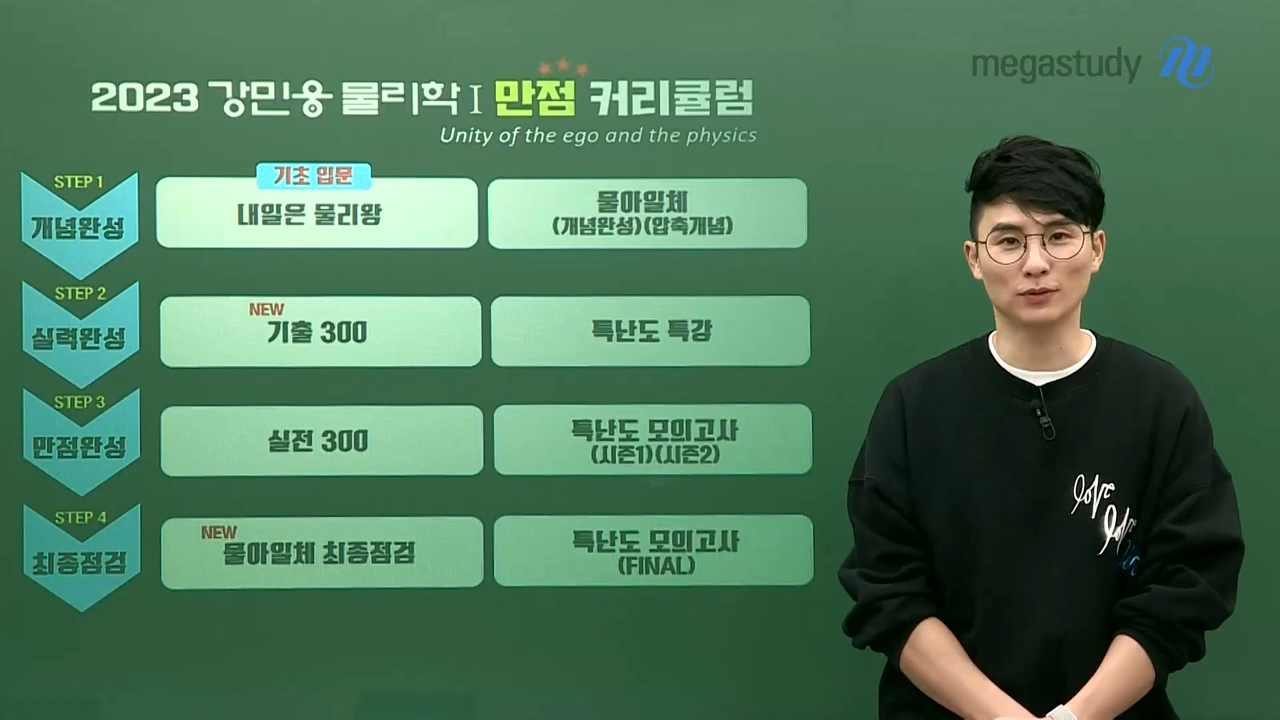 megastudy
2023 강민웅 물리학 I 만점 커리큘럼
Unity of the ego and the physics
STEP 1
개념완성
기초 입문
내일은 물리왕
물아일체
(개념완성)(압축개념)
STEP 2
실력완성
NEW
기출 300
특난도 특강
STEP 3
만점완성
실전 300
특난도 모의고사
(시즌1)(시즌2)
STEP 4
최종점검
NEW
물아일체 최종점검
특난도 모의고사
(FINAL)
love
love
love